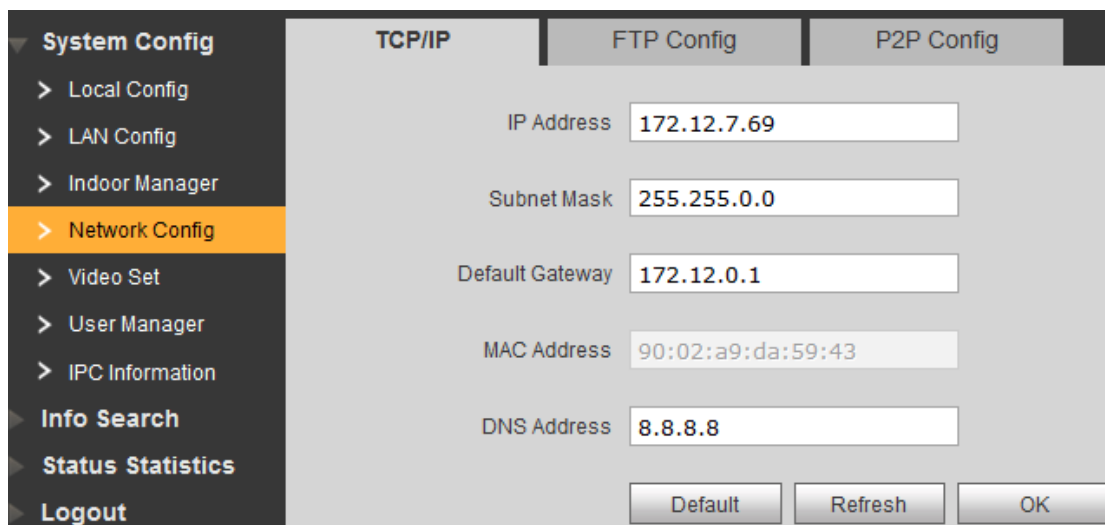 System Config
Local Config
LAN Config
Indoor Manager
Network Config
Video Set
User Manager
IPC Information
Info Search
Status Statistics
Logout
TCP/IP FTP Config P2P Config
IP Address 172.12.7.69
Subnet Mask 255.255.0.0
Default Gateway 172.12.0.1
MAC Address 90:02:a9:da:59:43
DNS Address 8.8.8.8
Default Refresh OK